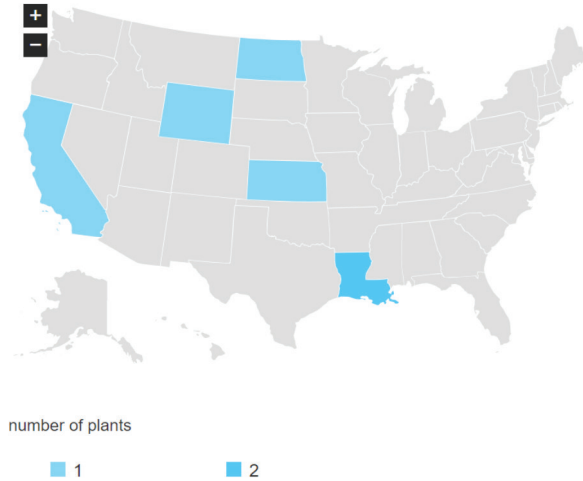 +
−
number of plants
1 2